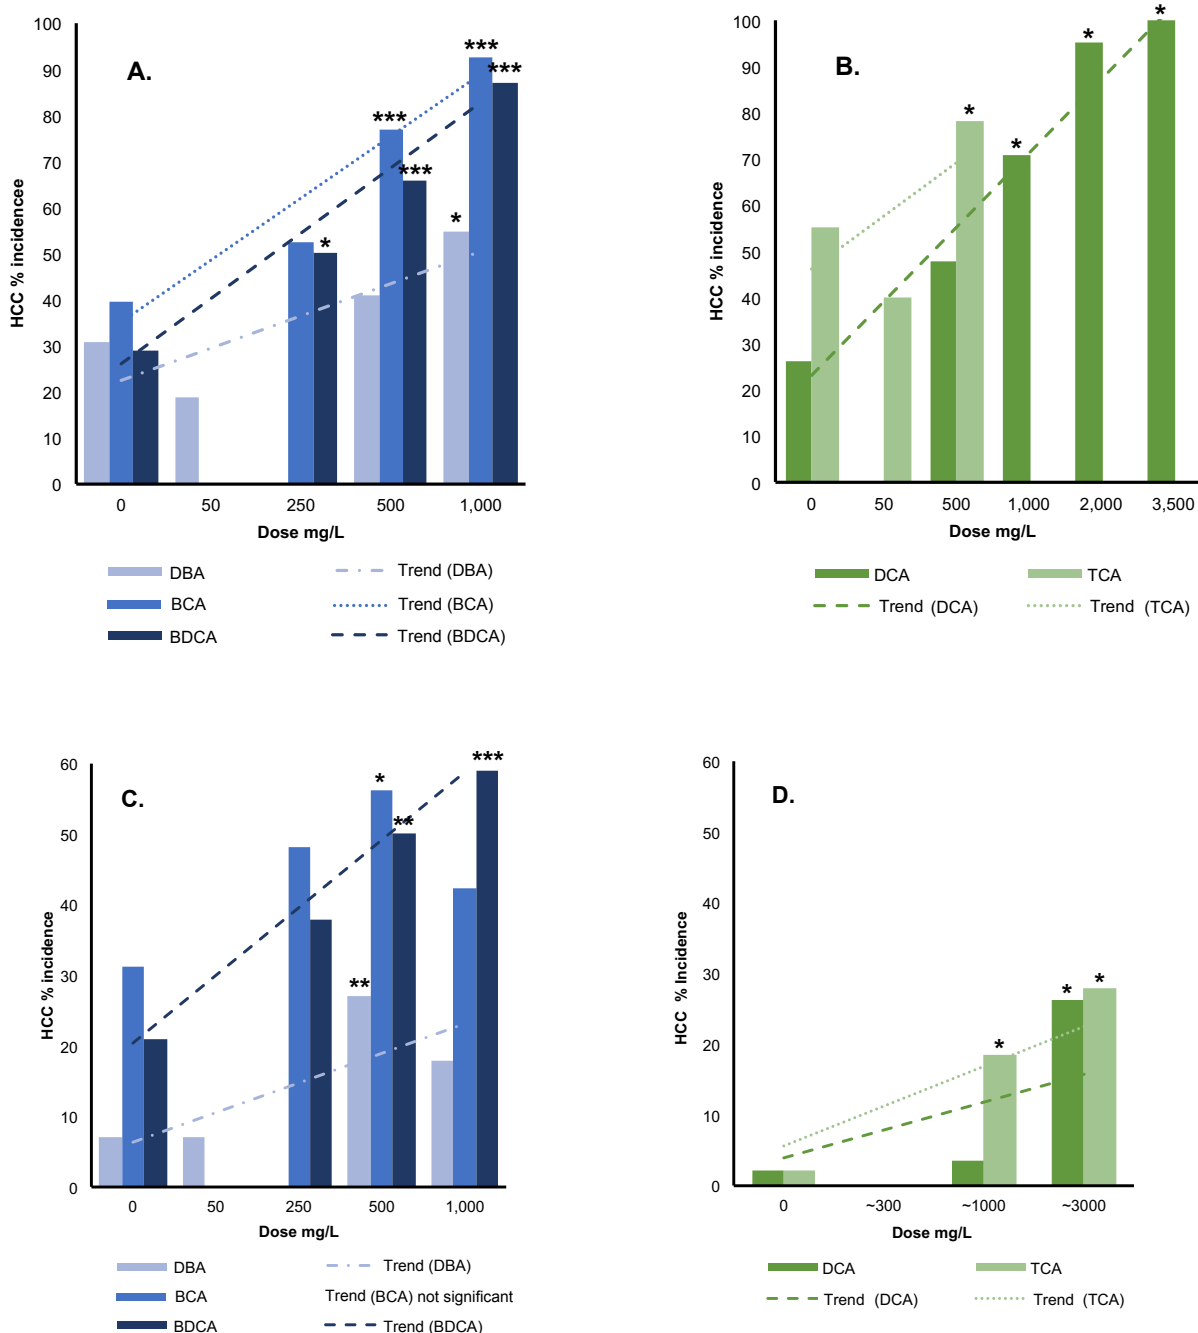 A.
HCC % incidencee
100
90
80
70
60
50
40
30
20
10
0
*
***
***
*
***
***
0 50 250 500 1,000
Dose mg/L
DBA Trend (DBA)
BCA Trend (BCA)
BDCA Trend (BDCA)
B.
HCC % incidence
100
90
80
70
60
50
40
30
20
10
0
*
*
*
*
0 50 500 1,000 2,000 3,500
Dose mg/L
DCA TCA
Trend (DCA) Trend (TCA)
C.
HCC % incidence
60
50
40
30
20
10
0
**
*
**
***
0 50 250 500 1,000
Dose mg/L
DBA Trend (DBA)
BCA Trend (BCA) not significant
BDCA Trend (BDCA)
D.
HCC % Incidence
60
50
40
30
20
10
0
*
*
*
0 ~300 ~1000 ~3000
Dose mg/L
DCA TCA
Trend (DCA) Trend (TCA)